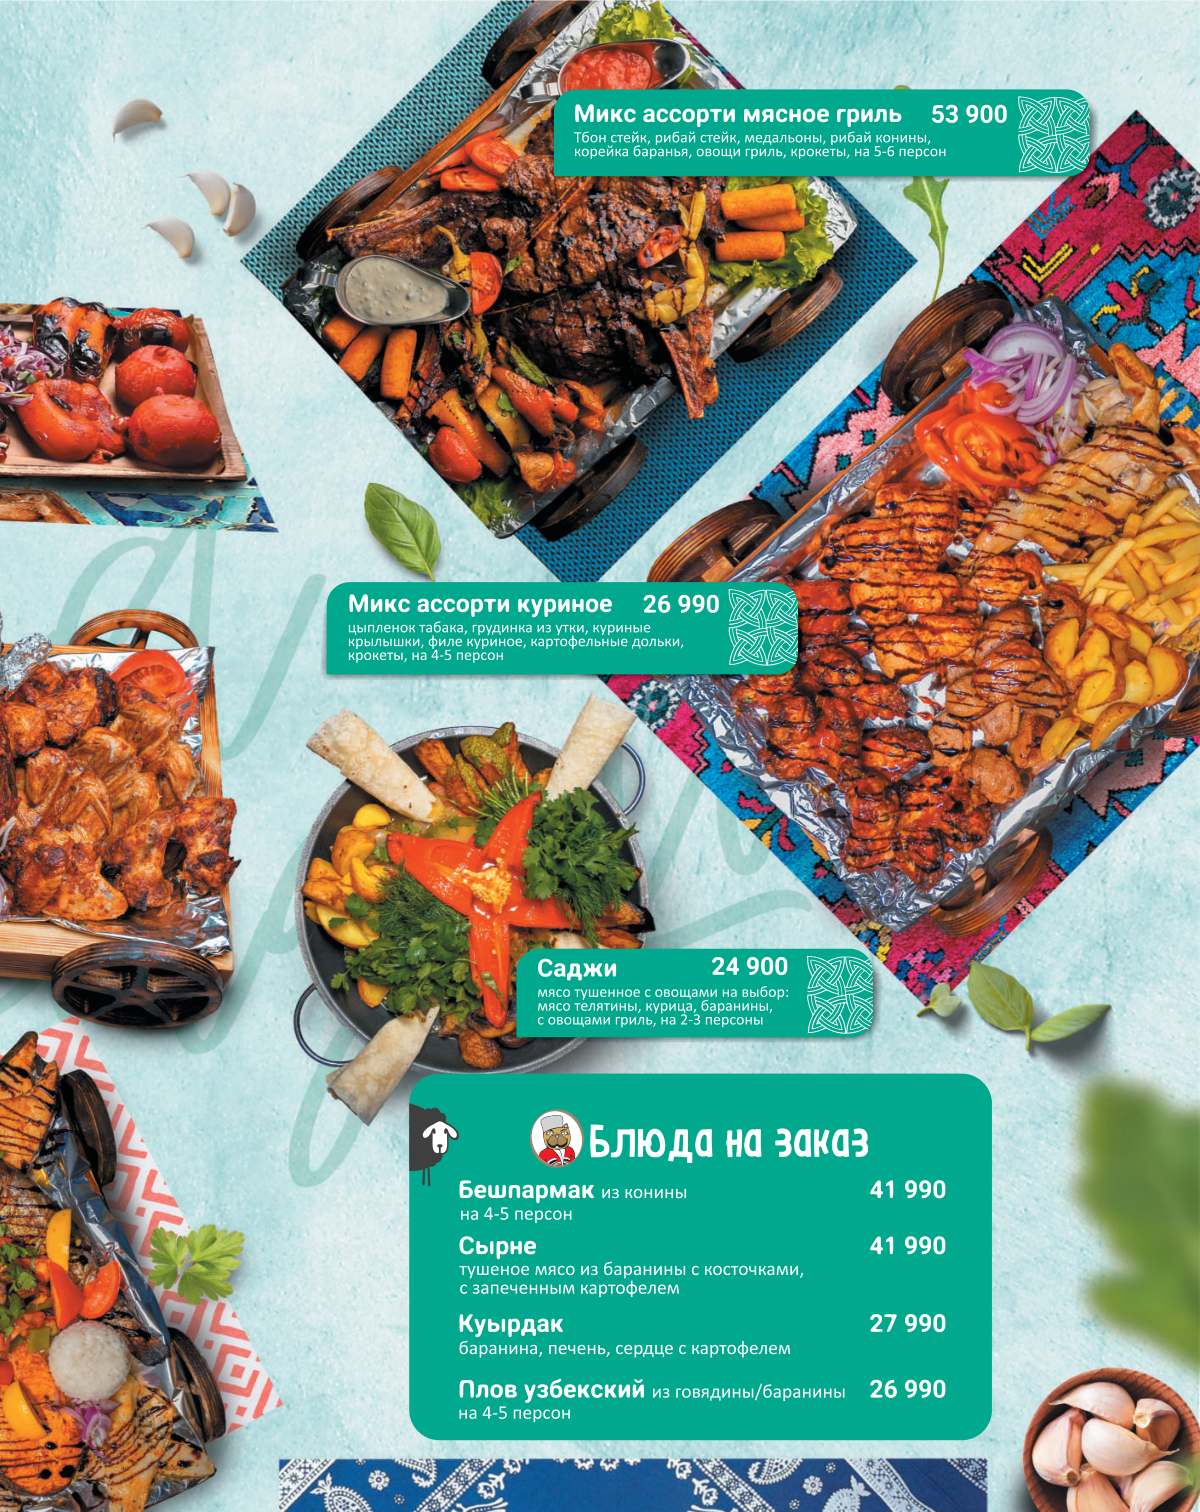 Микс ассорти мясное гриль 53 900
Тбон стейк, рибай стейк, медальоны, рибай конины,
корейка баранья, овощи гриль, крокеты, на 5-6 персон
Микс ассорти куриное 26 990
цыпленок табака, грудинка из утки, куриные
крылышки, филе куриное, картофельные дольки,
крокеты, на 4-5 персон
Саджи 24 900
мясо тушенное с овощами на выбор:
мясо телятины, курица, баранины,
с овощами гриль, на 2-3 персоны
Блюда на заказ
Бешпармак из конины 41 990
на 4-5 персон
Сырне 41 990
тушеное мясо из баранины с косточками,
с запеченным картофелем
Куырдак 27 990
баранина, печень, сердце с картофелем
Плов узбекский из говядины/баранины 26 990
на 4-5 персон